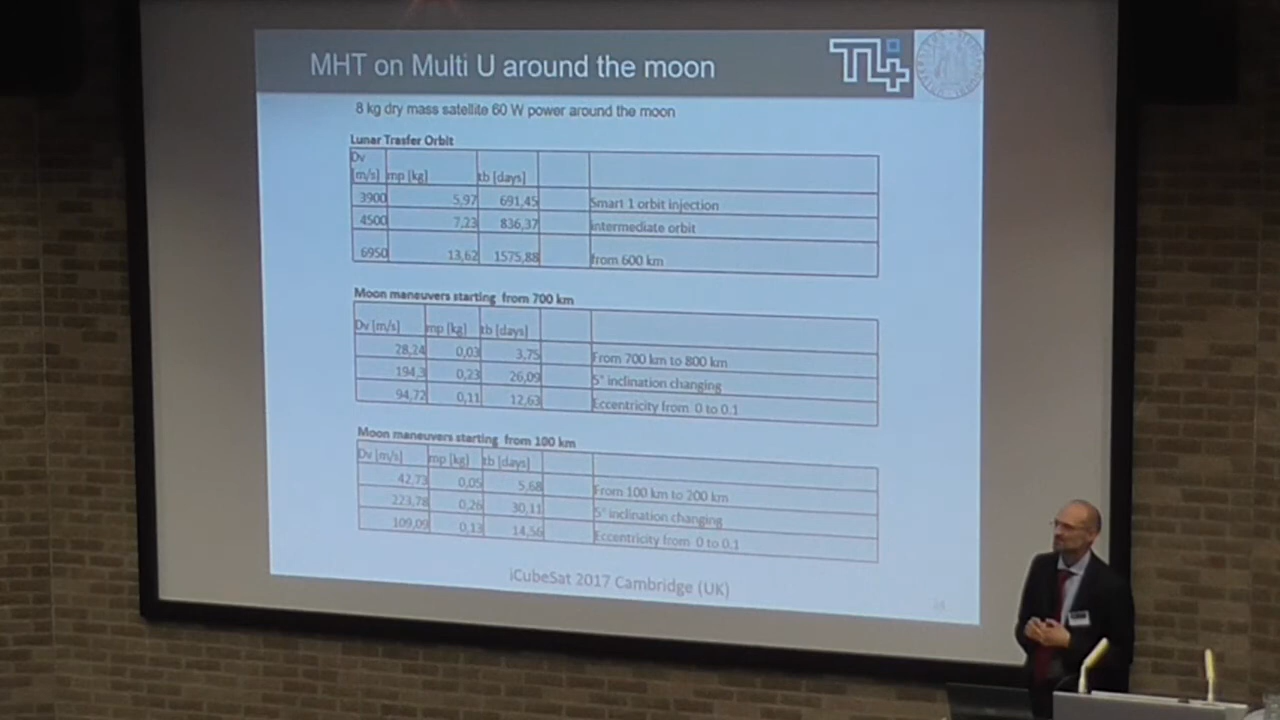 MHT on Multi U around the moon
T4i
8 kg dry mass satellite 60 W power around the moon
Lunar Trasfer Orbit
Dv [m/s] mp [kg] tb [days]
3900 5,97 691,45 Smart 1 orbit injection
4500 7,23 836,37 intermediate orbit
6950 13,62 1575,88 from 600 km
Moon maneuvers starting from 700 km
Dv [m/s] mp [kg] tb [days]
28,24 0,03 3,75 From 700 km to 800 km
194,3 0,23 26,09 5° inclination changing
94,72 0,11 12,63 Eccentricity from 0 to 0.1
Moon maneuvers starting from 100 km
Dv [m/s] mp [kg] tb [days]
42,73 0,05 5,68 From 100 km to 200 km
223,78 0,26 30,11 5° inclination changing
109,09 0,13 14,56 Eccentricity from 0 to 0.1
iCubeSat 2017 Cambridge (UK)